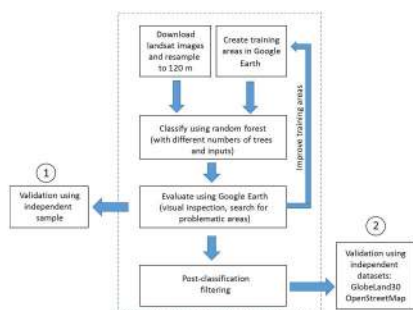 Download
landsat images
and resample
to 120 m
Create training
areas in Google
Earth
Classify using random forest
(with different numbers of trees
and inputs)
Improve training areas
1
Validation using
independent
sample
Evaluate using Google Earth
(visual inspection, search for
problematic areas)
2
Post-classification
filtering
Validation using
independent
datasets:
GlobeLand30
OpenStreetMap